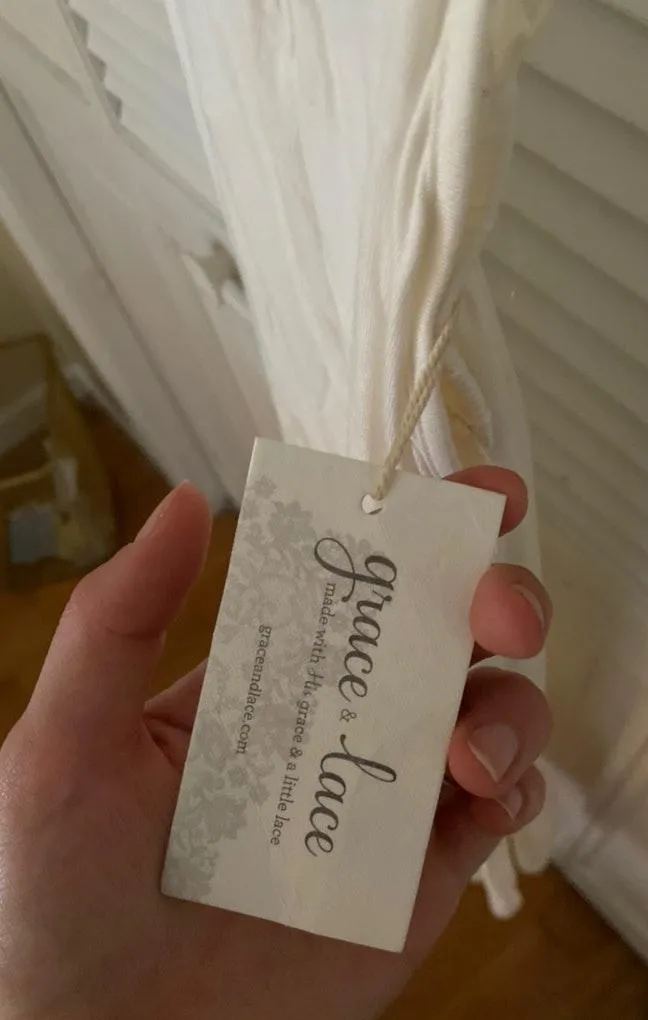 grace & lace
made with His grace & a little lace
graceandlace.com